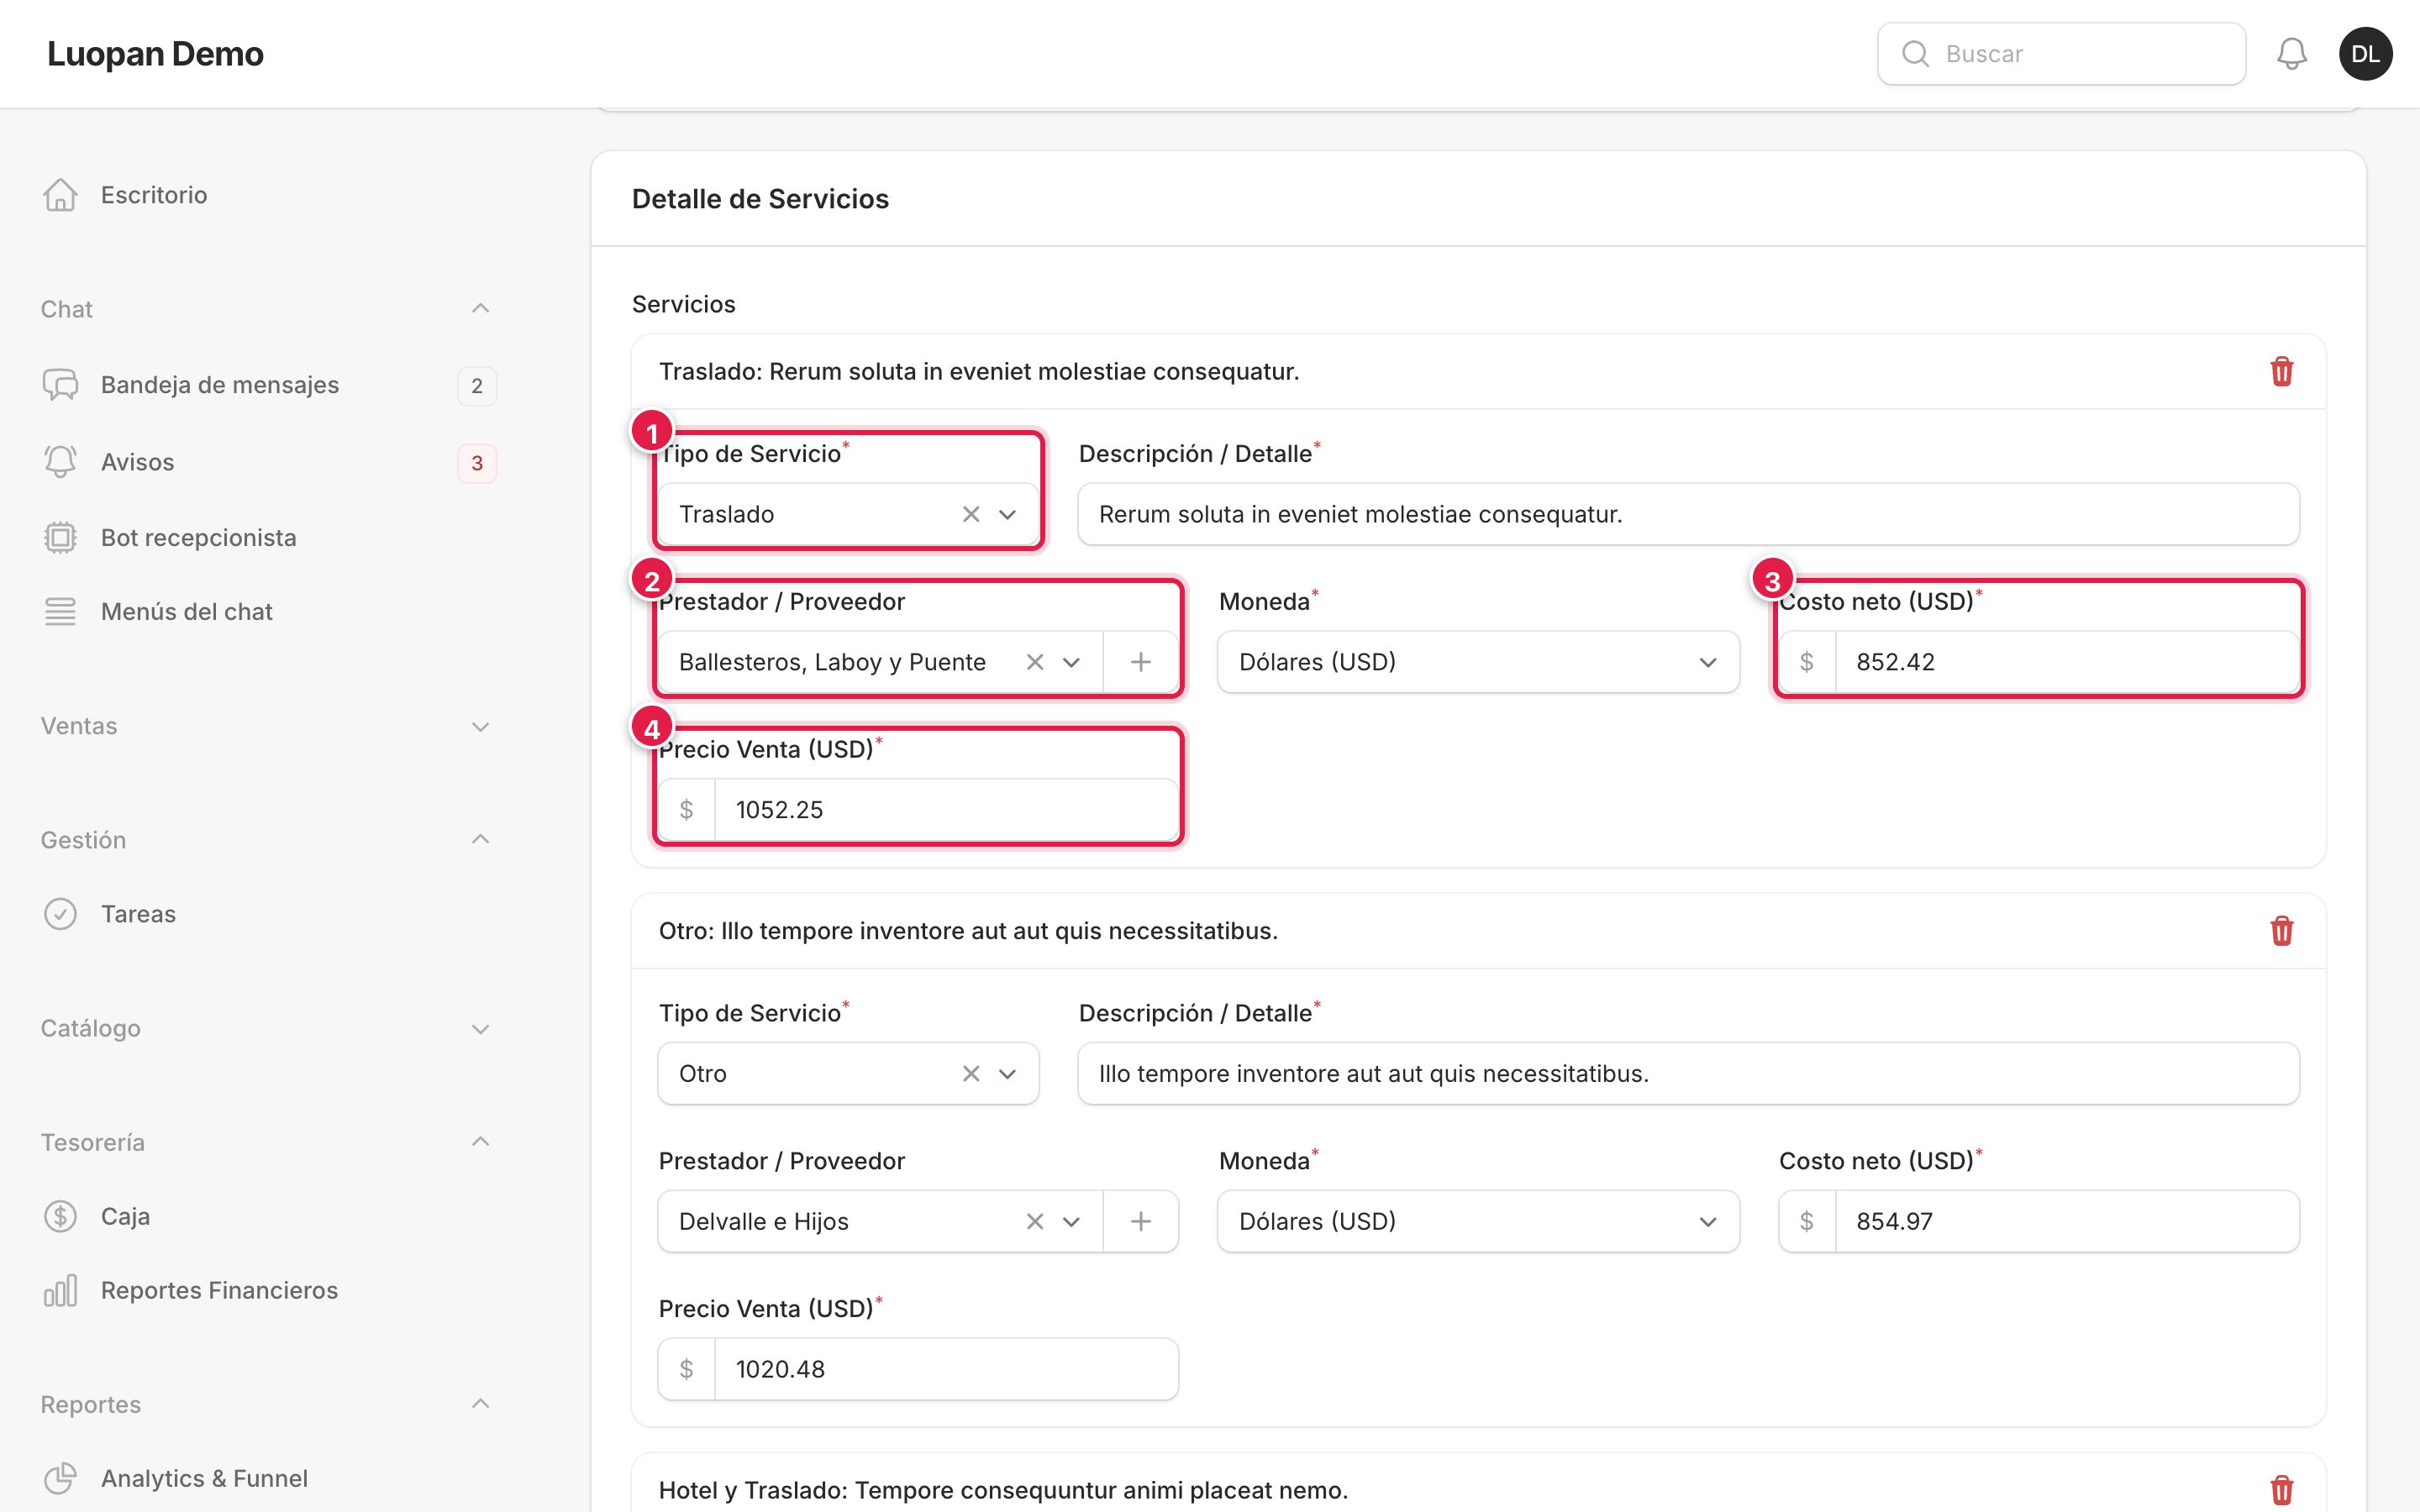 Luopan Demo
Buscar
DL
Escritorio
Chat
Bandeja de mensajes
2
Avisos
3
Bot recepcionista
Menús del chat
Ventas
Gestión
Tareas
Catálogo
Tesorería
Caja
$
Reportes Financieros
Reportes
Analytics & Funnel
Detalle de Servicios
Servicios
Traslado: Rerum soluta in eveniet molestiae consequatur.
1
Tipo de Servicio*
Descripción / Detalle*
Traslado
Rerum soluta in eveniet molestiae consequatur.
2
Prestador / Proveedor
Moneda*
3
Costo neto (USD)*
Ballesteros, Laboy y Puente
Dólares (USD)
$ 852.42
4
Precio Venta (USD)*
$ 1052.25
Otro: Illo tempore inventore aut aut quis necessitatibus.
Tipo de Servicio*
Descripción / Detalle*
Otro
Illo tempore inventore aut aut quis necessitatibus.
Prestador / Proveedor
Moneda*
Costo neto (USD)*
Delvalle e Hijos
Dólares (USD)
$ 854.97
Precio Venta (USD)*
$ 1020.48
Hotel y Traslado: Tempore consequuntur animi placeat nemo.